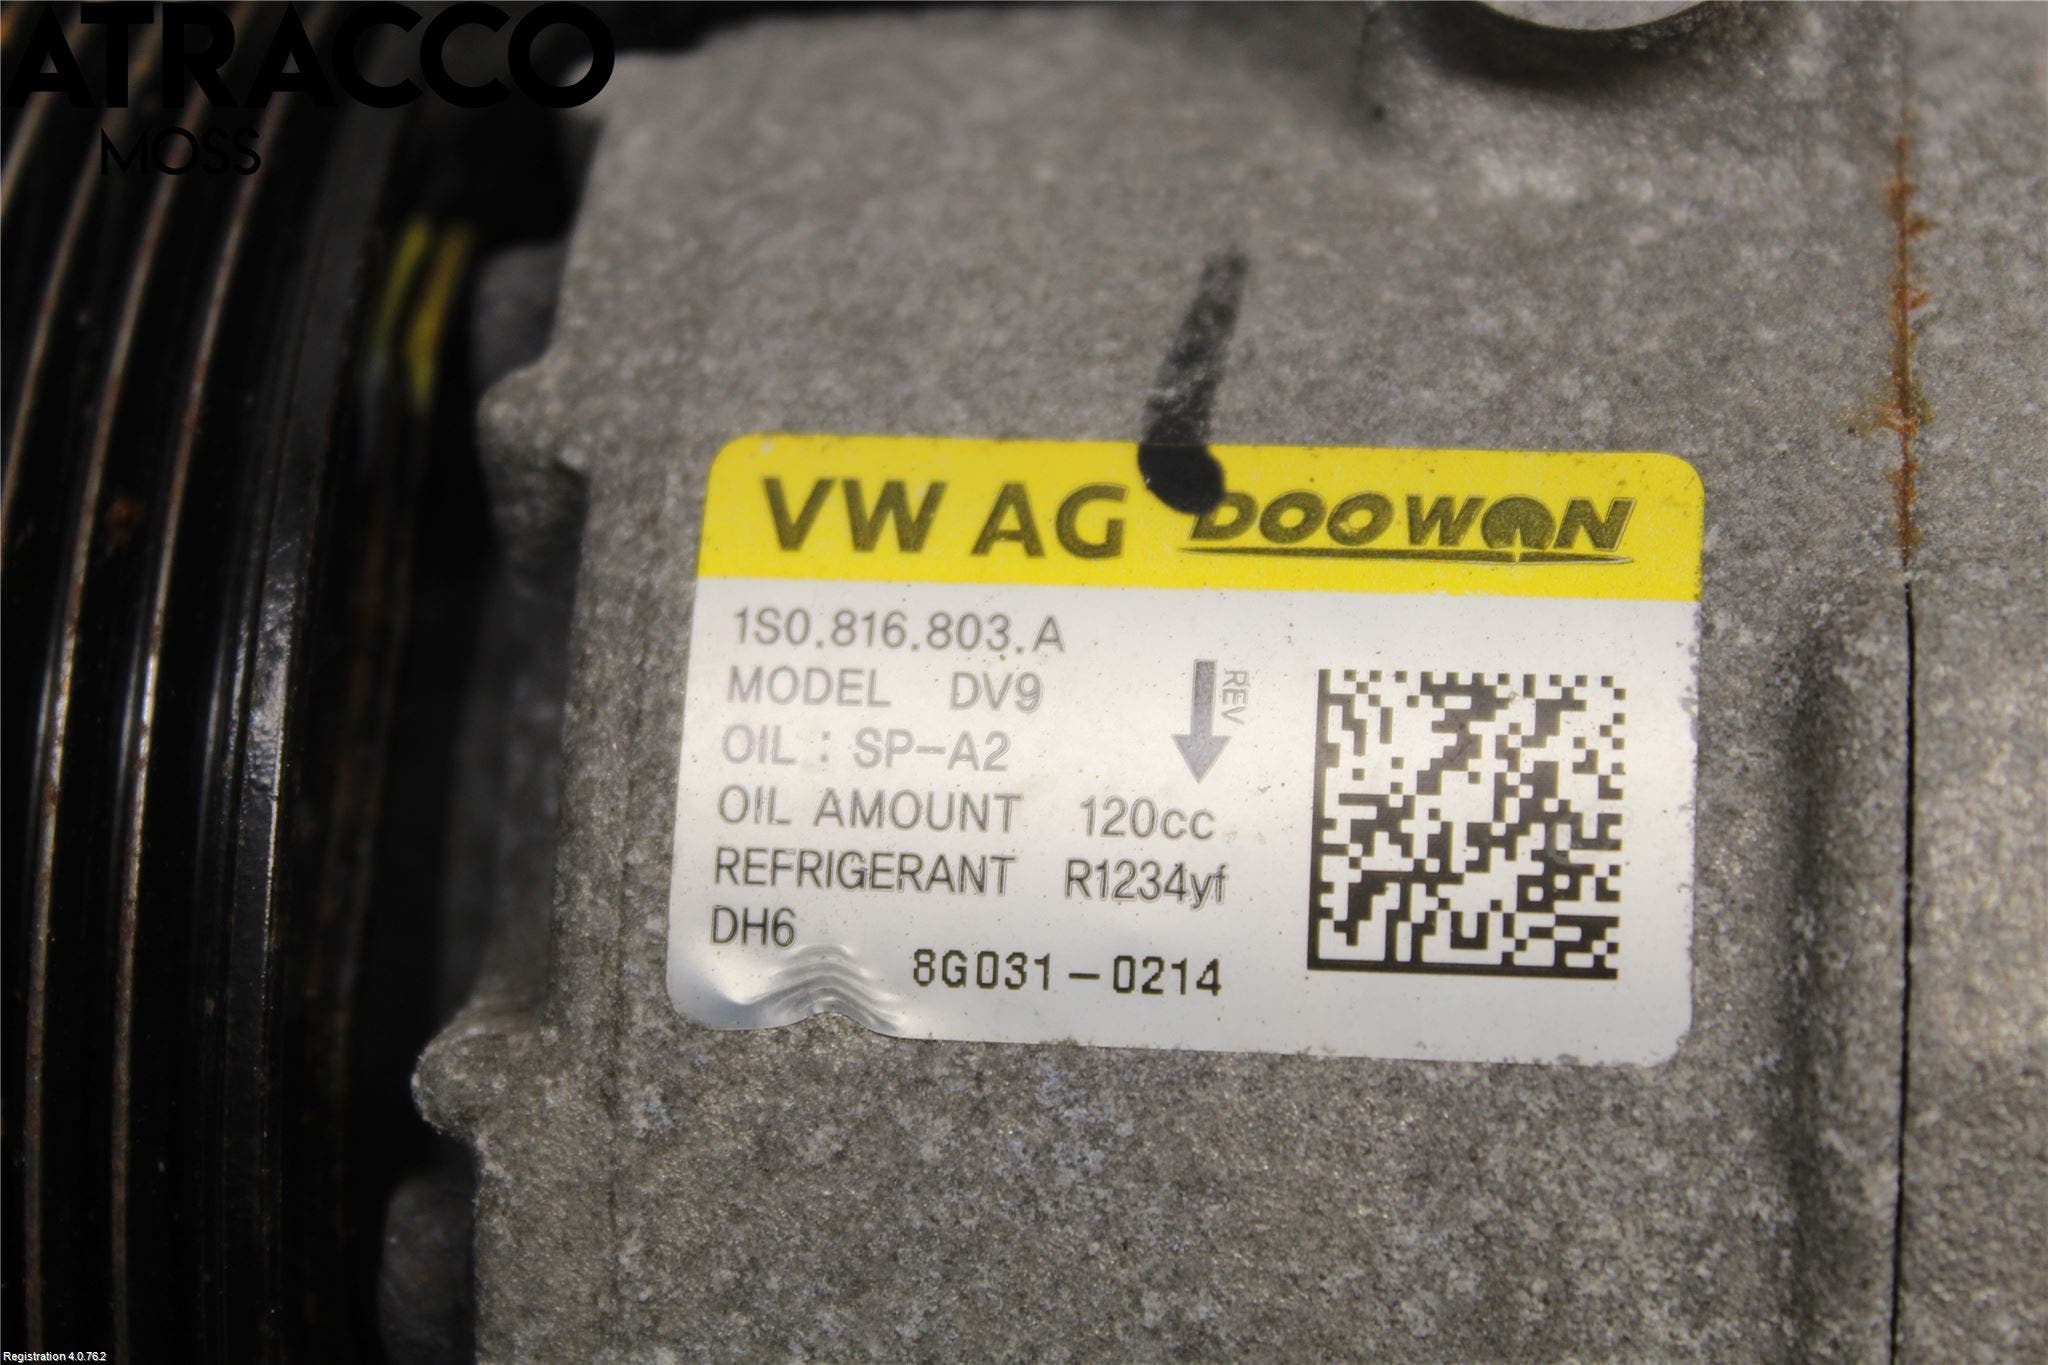 ATRACCO
MOSS
VW AG DOOWON
1S0.816.803.A
MODEL DV9
REV
OIL : SP-A2
OIL AMOUNT 120cc
REFRIGERANT R1234yf
DH6
8G031-0214
Registration 4.0.76.2